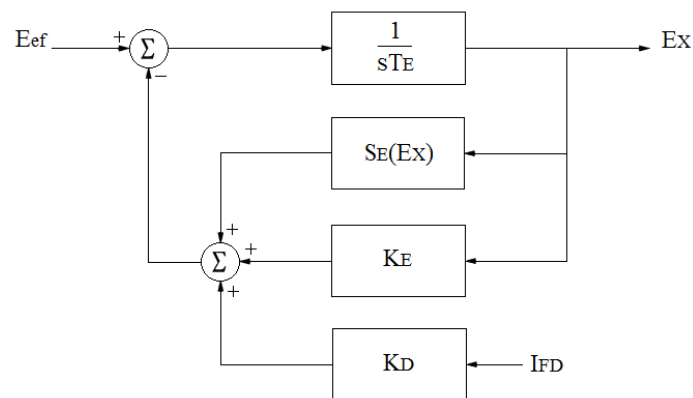 Eef + Σ 1 EX
sTE
−
SE(EX)
+
Σ + KE
+
KD IFD